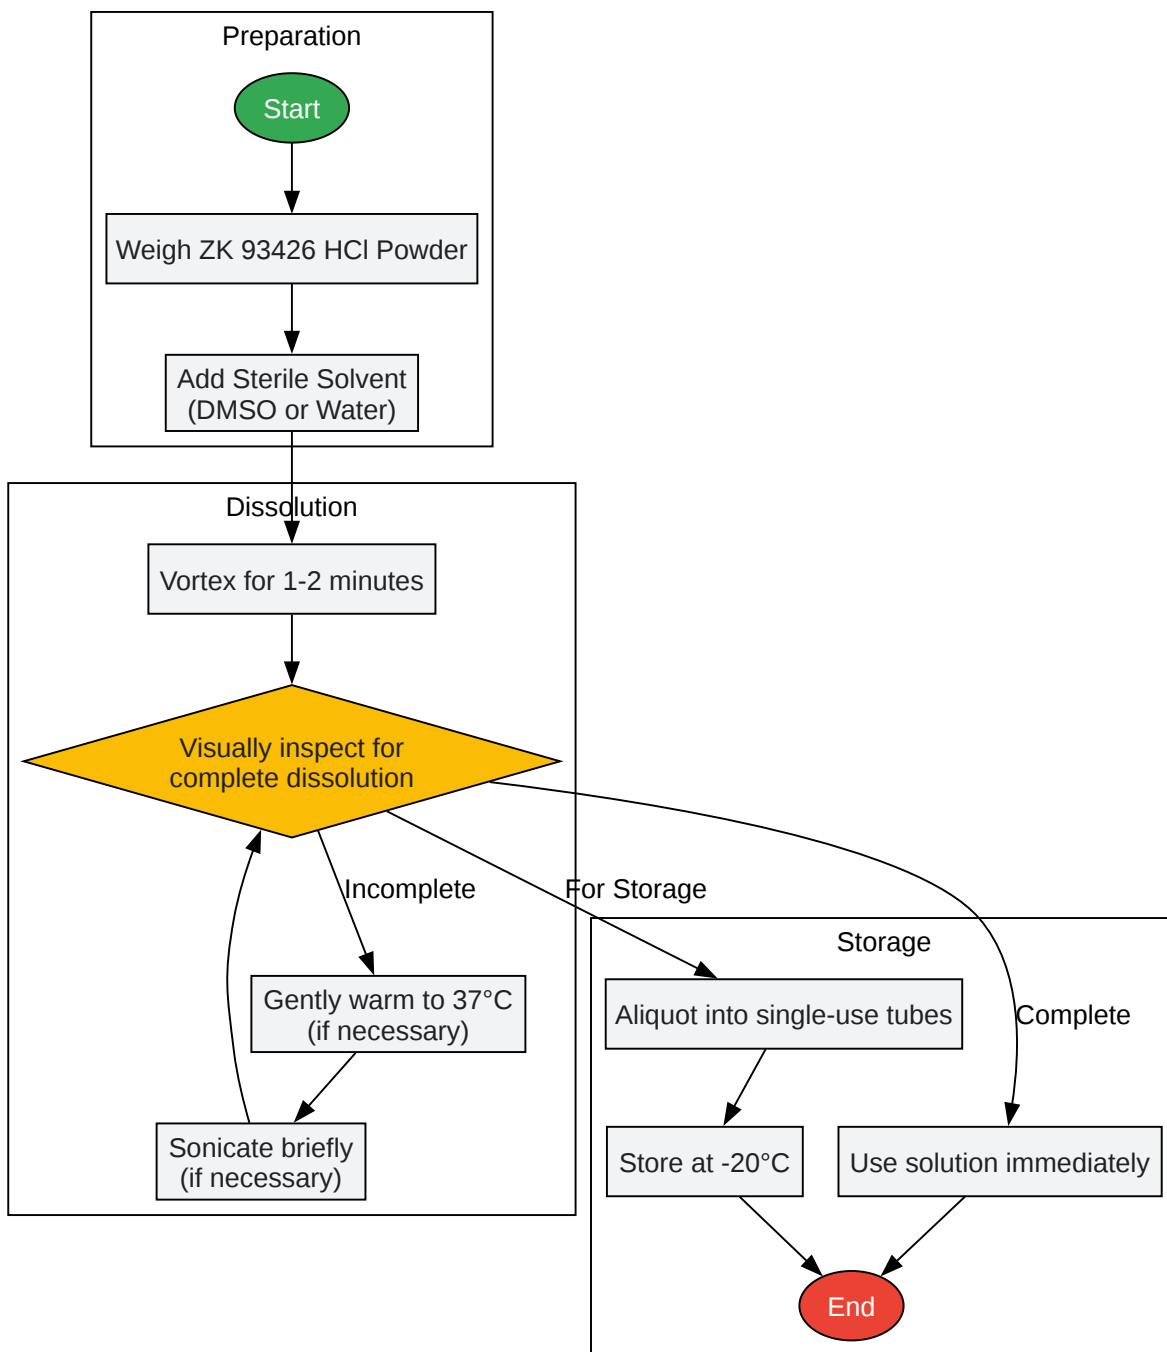 Preparation
Start
Weigh ZK 93426 HCl Powder
Add Sterile Solvent
(DMSO or Water)
Dissolution
Vortex for 1-2 minutes
Visually inspect for
complete dissolution
Incomplete
For Storage
Storage
Gently warm to 37°C
(if necessary)
Aliquot into single-use tubes
Complete
Sonicate briefly
(if necessary)
Store at -20°C
Use solution immediately
End